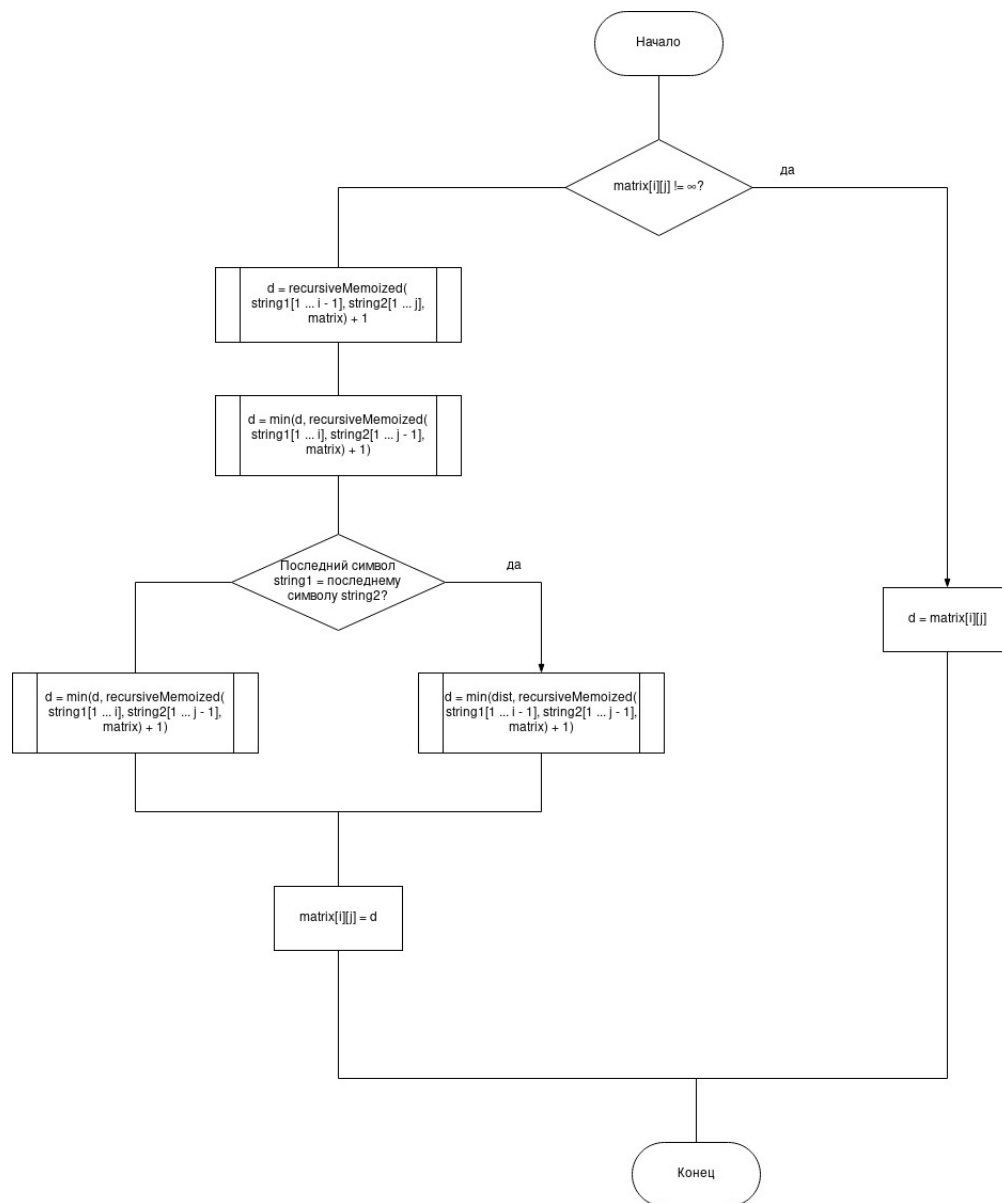 Начало
matrix[i][j] != ∞?
да
d = recursiveMemoized(
string1[1 ... i - 1], string2[1 ... j],
matrix) + 1
d = min(d, recursiveMemoized(
string1[1 ... i], string2[1 ... j - 1],
matrix) + 1)
Последний символ
string1 = последнему
символу string2?
да
d = matrix[i][j]
d = min(d, recursiveMemoized(
string1[1 ... i], string2[1 ... j - 1],
matrix) + 1)
d = min(dist, recursiveMemoized(
string1[1 ... i - 1], string2[1 ... j - 1],
matrix) + 1)
matrix[i][j] = d
Конец